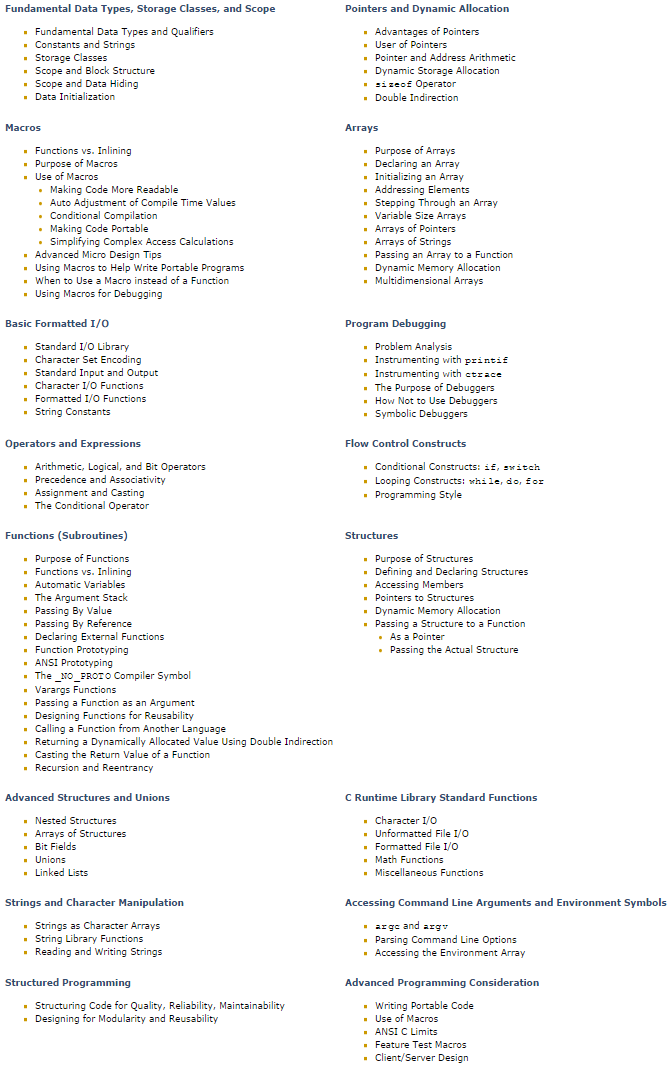 Fundamental Data Types, Storage Classes, and Scope
Fundamental Data Types and Qualifiers
Constants and Strings
Storage Classes
Scope and Block Structure
Scope and Data Hiding
Data Initialization
Pointers and Dynamic Allocation
Advantages of Pointers
User of Pointers
Pointer and Address Arithmetic
Dynamic Storage Allocation
sizeof Operator
Double Indirection
Macros
Functions vs. Inlining
Purpose of Macros
Use of Macros
Making Code More Readable
Auto Adjustment of Compile Time Values
Conditional Compilation
Making Code Portable
Simplifying Complex Access Calculations
Advanced Micro Design Tips
Using Macros to Help Write Portable Programs
When to Use a Macro instead of a Function
Using Macros for Debugging
Arrays
Purpose of Arrays
Declaring an Array
Initializing an Array
Addressing Elements
Stepping Through an Array
Variable Size Arrays
Arrays of Pointers
Arrays of Strings
Passing an Array to a Function
Dynamic Memory Allocation
Multidimensional Arrays
Basic Formatted I/O
Standard I/O Library
Character Set Encoding
Standard Input and Output
Character I/O Functions
Formatted I/O Functions
String Constants
Program Debugging
Problem Analysis
Instrumenting with printif
Instrumenting with ctrace
The Purpose of Debuggers
How Not to Use Debuggers
Symbolic Debuggers
Operators and Expressions
Arithmetic, Logical, and Bit Operators
Precedence and Associativity
Assignment and Casting
The Conditional Operator
Flow Control Constructs
Conditional Constructs: if, switch
Looping Constructs: while, do, for
Programming Style
Functions (Subroutines)
Purpose of Functions
Functions vs. Inlining
Automatic Variables
The Argument Stack
Passing By Value
Passing By Reference
Declaring External Functions
Function Prototyping
ANSI Prototyping
The _NO_PROTO Compiler Symbol
Varargs Functions
Passing a Function as an Argument
Designing Functions for Reusability
Calling a Function from Another Language
Returning a Dynamically Allocated Value Using Double Indirection
Casting the Return Value of a Function
Recursion and Reentrancy
Structures
Purpose of Structures
Defining and Declaring Structures
Accessing Members
Pointers to Structures
Dynamic Memory Allocation
Passing a Structure to a Function
As a Pointer
Passing the Actual Structure
Advanced Structures and Unions
Nested Structures
Arrays of Structures
Bit Fields
Unions
Linked Lists
C Runtime Library Standard Functions
Character I/O
Unformatted File I/O
Formatted File I/O
Math Functions
Miscellaneous Functions
Strings and Character Manipulation
Strings as Character Arrays
String Library Functions
Reading and Writing Strings
Accessing Command Line Arguments and Environment Symbols
argc and argv
Parsing Command Line Options
Accessing the Environment Array
Structured Programming
Structuring Code for Quality, Reliability, Maintainability
Designing for Modularity and Reusability
Advanced Programming Consideration
Writing Portable Code
Use of Macros
ANSI C Limits
Feature Test Macros
Client/Server Design